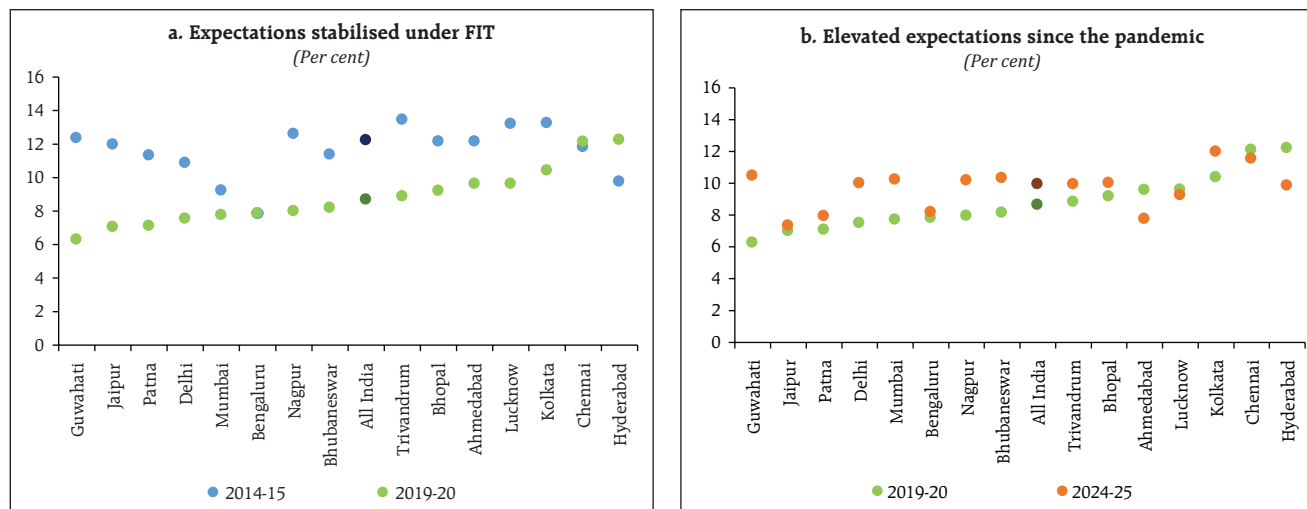 a. Expectations stabilised under FIT
(Per cent)
16
14
12
10
8
6
4
2
0
Guwahati
Jaipur
Patna
Delhi
Mumbai
Bengaluru
Nagpur
Bhubaneswar
All India
Trivandrum
Bhopal
Ahmedabad
Lucknow
Kolkata
Chennai
Hyderabad
2014-15 2019-20
b. Elevated expectations since the pandemic
(Per cent)
16
14
12
10
8
6
4
2
0
Guwahati
Jaipur
Patna
Delhi
Mumbai
Bengaluru
Nagpur
Bhubaneswar
All India
Trivandrum
Bhopal
Ahmedabad
Lucknow
Kolkata
Chennai
Hyderabad
2019-20 2024-25